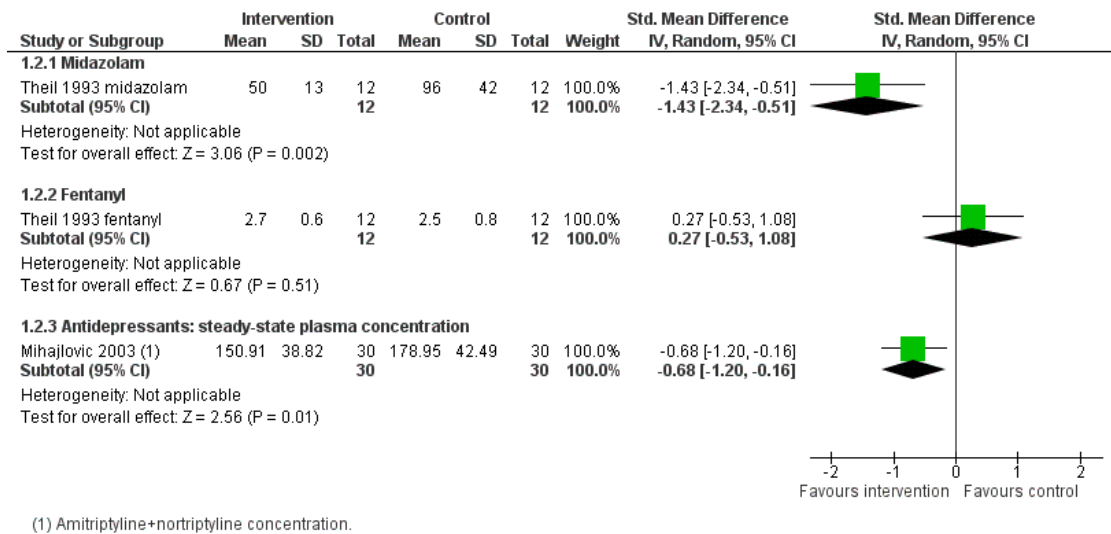 Intervention Control Std. Mean Difference Std. Mean Difference
Study or Subgroup Mean SD Total Mean SD Total Weight IV, Random, 95% CI IV, Random, 95% CI
1.2.1 Midazolam
Theil 1993 midazolam 50 13 12 96 42 12 100.0% -1.43 [-2.34, -0.51]
Subtotal (95% CI) 12 12 100.0% -1.43 [-2.34, -0.51]
Heterogeneity: Not applicable
Test for overall effect: Z = 3.06 (P = 0.002)
1.2.2 Fentanyl
Theil 1993 fentanyl 2.7 0.6 12 2.5 0.8 12 100.0% 0.27 [-0.53, 1.08]
Subtotal (95% CI) 12 12 100.0% 0.27 [-0.53, 1.08]
Heterogeneity: Not applicable
Test for overall effect: Z = 0.67 (P = 0.51)
1.2.3 Antidepressants: steady-state plasma concentration
Mihajlovic 2003 (1) 150.91 38.82 30 178.95 42.49 30 100.0% -0.68 [-1.20, -0.16]
Subtotal (95% CI) 30 30 100.0% -0.68 [-1.20, -0.16]
Heterogeneity: Not applicable
Test for overall effect: Z = 2.56 (P = 0.01)
-2 -1 0 1 2
Favours intervention Favours control
(1) Amitriptyline+nortriptyline concentration.